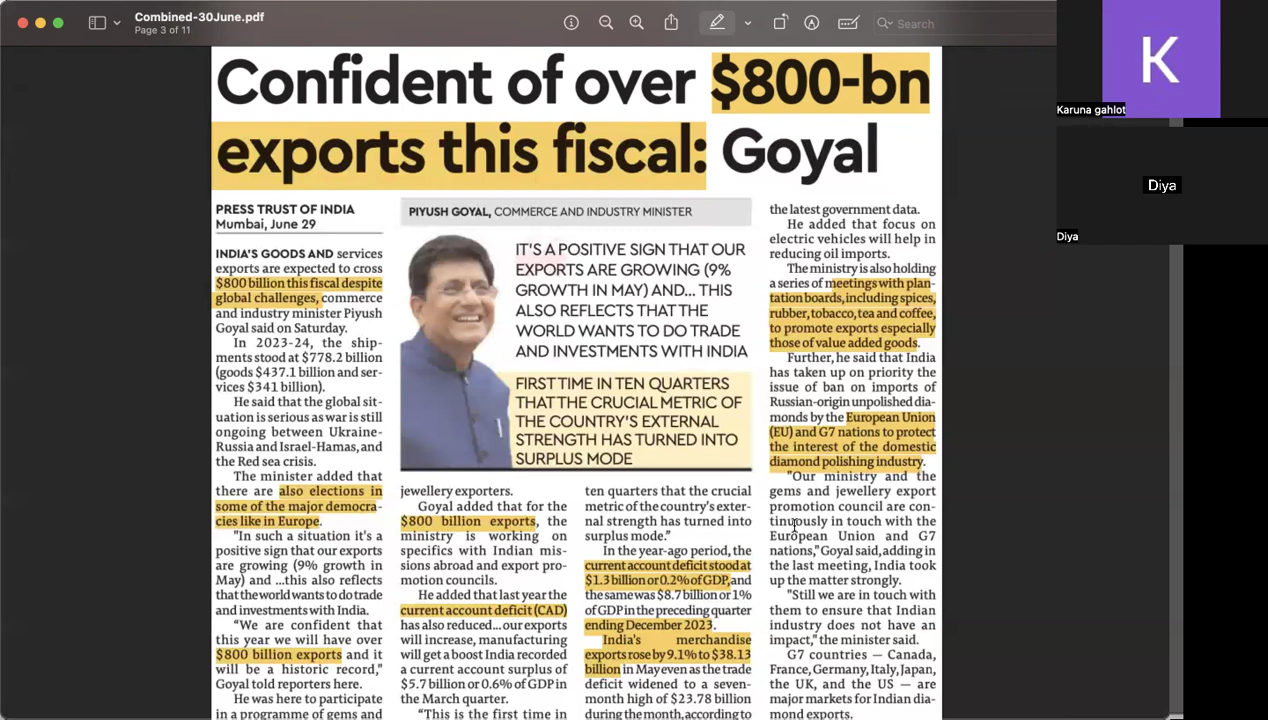 Combined-30June.pdf
Page 3 of 11
Search
K
Karuna gahlot
Diya
Diya
Confident of over $800-bn
exports this fiscal: Goyal
PRESS TRUST OF INDIA
Mumbai, June 29
INDIA'S GOODS AND services
exports are expected to cross
$800 billion this fiscal despite
global challenges, commerce
and industry minister Piyush
Goyal said on Saturday.
In 2023-24, the ship-
ments stood at $778.2 billion
(goods $437.1 billion and ser-
vices $341 billion).
He said that the global sit-
uation is serious as war is still
ongoing between Ukraine-
Russia and Israel-Hamas, and
the Red sea crisis.
The minister added that
there are also elections in
some of the major democra-
cies like in Europe.
"In such a situation it's a
positive sign that our exports
are growing (9% growth in
May) and ...this also reflects
that the world wants to do trade
and investments with India.
"We are confident that
this year we will have over
$800 billion exports and it
will be a historic record,"
Goyal told reporters here.
He was here to participate
in a programme of gems and
PIYUSH GOYAL, COMMERCE AND INDUSTRY MINISTER
IT'S A POSITIVE SIGN THAT OUR
EXPORTS ARE GROWING (9%
GROWTH IN MAY) AND... THIS
ALSO REFLECTS THAT THE
WORLD WANTS TO DO TRADE
AND INVESTMENTS WITH INDIA
FIRST TIME IN TEN QUARTERS
THAT THE CRUCIAL METRIC OF
THE COUNTRY'S EXTERNAL
STRENGTH HAS TURNED INTO
SURPLUS MODE
jewellery exporters.
Goyal added that for the
$800 billion exports, the
ministry is working on
specifics with Indian mis-
sions abroad and export pro-
motion councils.
He added that last year the
current account deficit (CAD)
has also reduced...our exports
will increase, manufacturing
will get a boost India recorded
a current account surplus of
$5.7 billion or 0.6% of GDP in
the March quarter.
"This is the first time in
ten quarters that the crucial
metric of the country's exter-
nal strength has turned into
surplus mode."
In the year-ago period, the
current account deficit stood at
$1.3 billion or 0.2% of GDP, and
the same was $8.7 billion or 1%
of GDP in the preceding quarter
ending December 2023.
India's merchandise
exports rose by 9.1% to $38.13
billion in May even as the trade
deficit widened to a seven-
month high of $23.78 billion
during the month, according to
the latest government data.
He added that focus on
electric vehicles will help in
reducing oil imports.
The ministry is also holding
a series of meetings with plan-
tation boards, including spices,
rubber, tobacco, tea and coffee,
to promote exports especially
those of value added goods.
Further, he said that India
has taken up on priority the
issue of ban on imports of
Russian-origin unpolished dia-
monds by the European Union
(EU) and G7 nations to protect
the interest of the domestic
diamond polishing industry.
"Our ministry and the
gems and jewellery export
promotion council are con-
tinuously in touch with the
European Union and G7
nations," Goyal said, adding in
the last meeting, India took
up the matter strongly.
"Still we are in touch with
them to ensure that Indian
industry does not have an
impact," the minister said.
G7 countries — Canada,
France, Germany, Italy, Japan,
the UK, and the US — are
major markets for Indian dia-
mond exports.